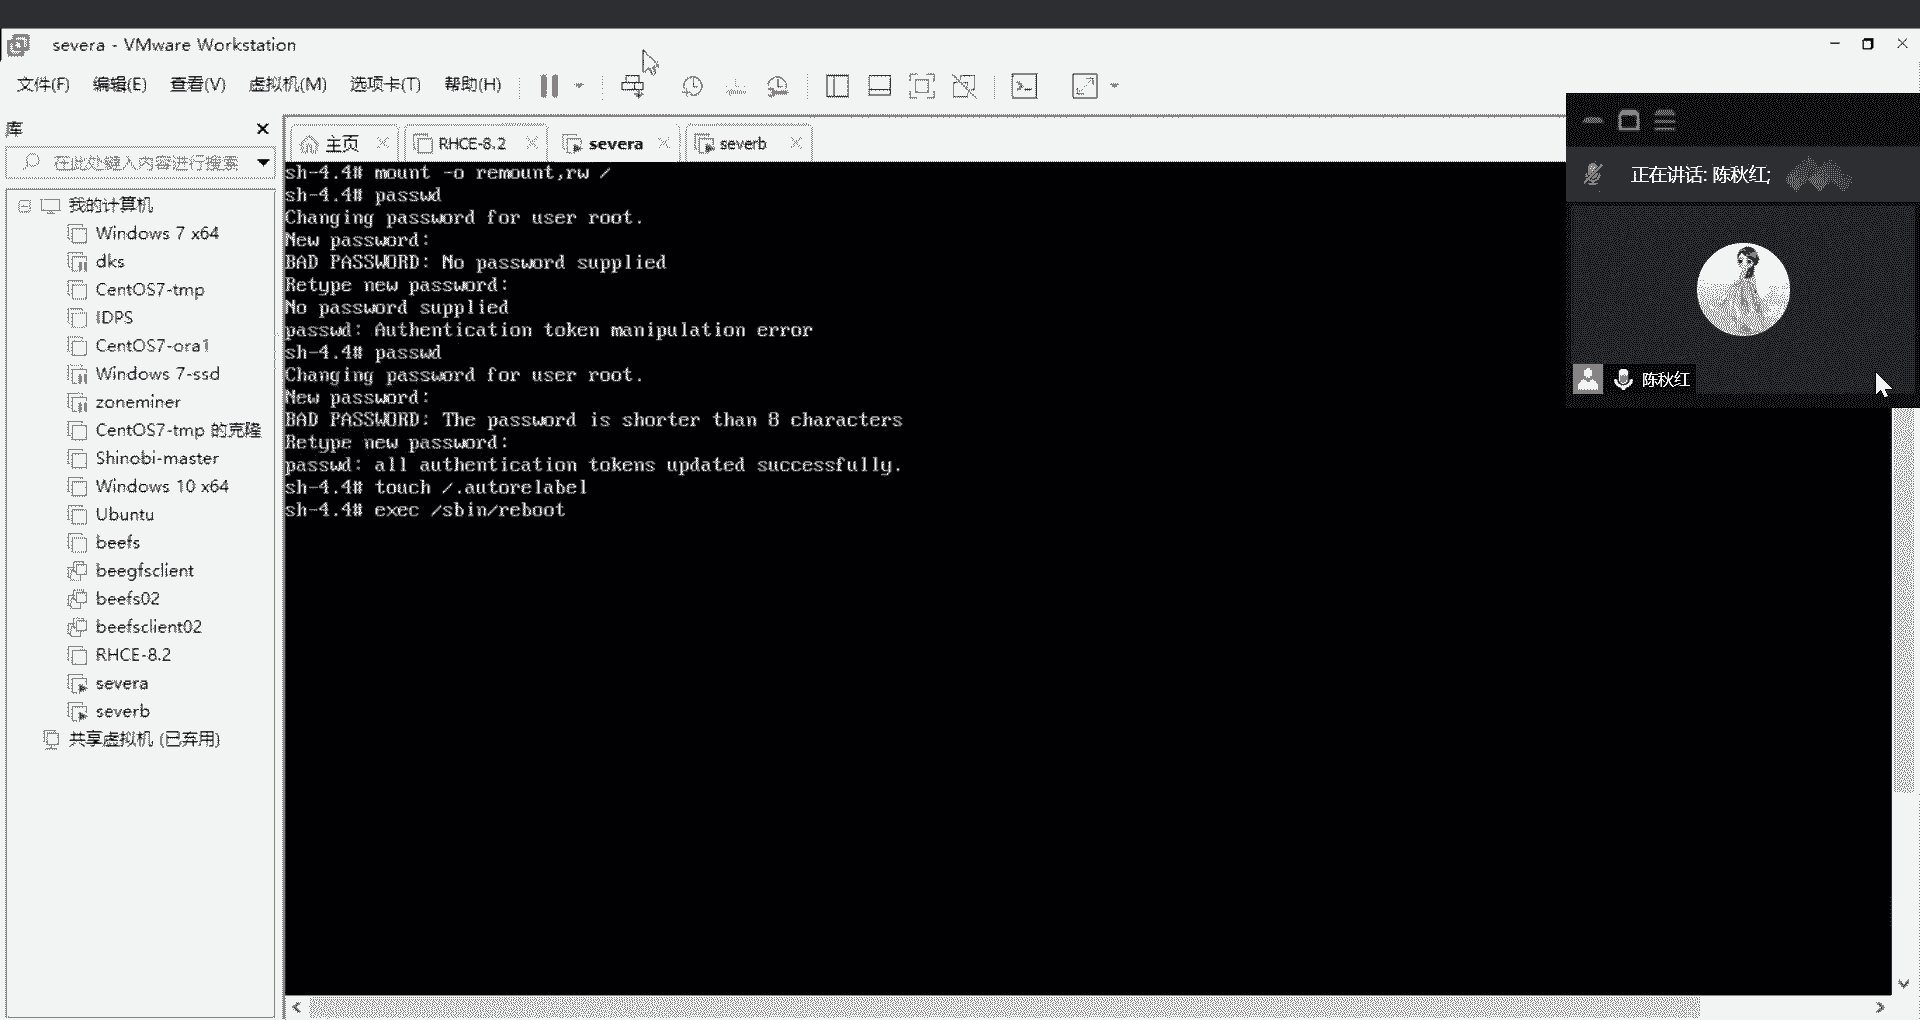 severa - VMware Workstation
文件(F) 编辑(E) 查看(V) 虚拟机(M) 选项卡(T) 帮助(H)
库
在此处键入内容进行搜索
我的计算机
Windows 7 x64
dks
CentOS7-tmp
IDPS
CentOS7-ora1
Windows 7-ssd
zoneminer
CentOS7-tmp 的克隆
Shinobi-master
Windows 10 x64
Ubuntu
beefs
beegfsclient
beefs02
beefsclient02
RHCE-8.2
severa
severb
共享虚拟机 (已弃用)
主页 RHCE-8.2 severa severb
sh-4.4# mount -o remount,rw /
sh-4.4# passwd
Changing password for user root.
New password:
BAD PASSWORD: No password supplied
Retype new password:
No password supplied
passwd: Authentication token manipulation error
sh-4.4# passwd
Changing password for user root.
New password:
BAD PASSWORD: The password is shorter than 8 characters
Retype new password:
passwd: all authentication tokens updated successfully.
sh-4.4# touch /.autorelabel
sh-4.4# exec /sbin/reboot
正在讲话: 陈秋红;
陈秋红